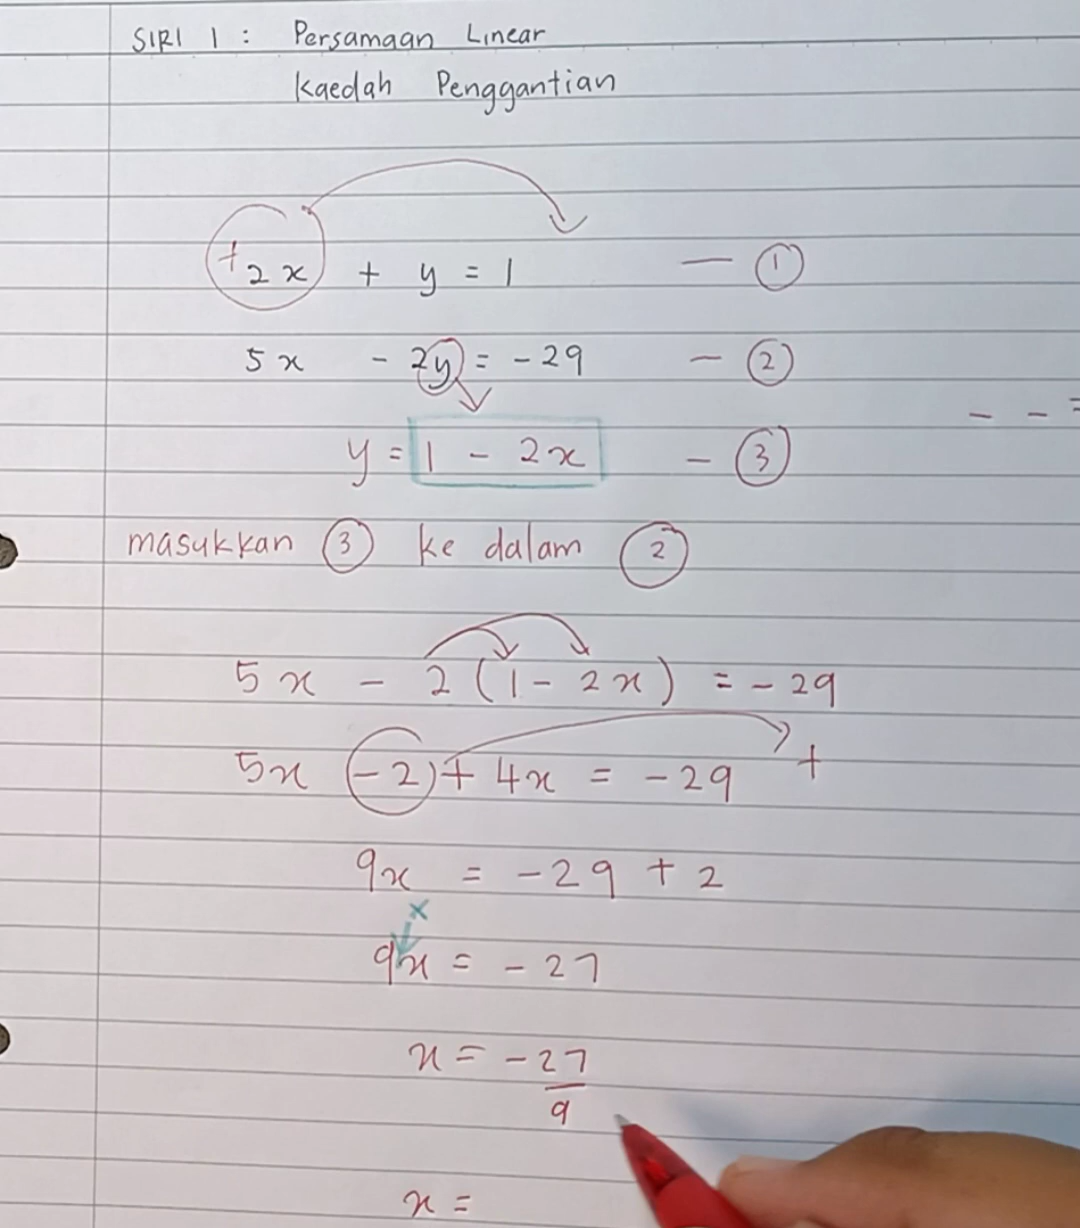 SIRI 1 : Persamaan Linear
Kaedah Penggantian
+2x + y = 1 — ①
5x - 2y = -29 — ②
y = 1 - 2x - ③
- - =
masukkan ③ ke dalam ②
5x - 2(1 - 2x) = -29
5x - 2 + 4x = -29 +
9x = -29 + 2
x
9x = -27
x = -27
9
x =